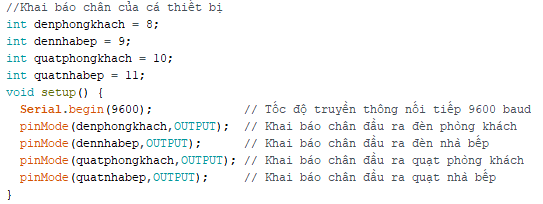 //Khai báo chân của cá thiết bị
int denphongkhach = 8;
int dennhabep = 9;
int quatphongkhach = 10;
int quatnhabep = 11;
void setup() {
  Serial.begin(9600);             // Tốc độ truyền thông nối tiếp 9600 baud
  pinMode(denphongkhach,OUTPUT);  // Khai báo chân đầu ra đèn phòng khách
  pinMode(dennhabep,OUTPUT);      // Khai báo chân đầu ra đèn nhà bếp
  pinMode(quatphongkhach,OUTPUT); // Khai báo chân đầu ra quạt phòng khách
  pinMode(quatnhabep,OUTPUT);     // Khai báo chân đầu ra quạt nhà bếp
}